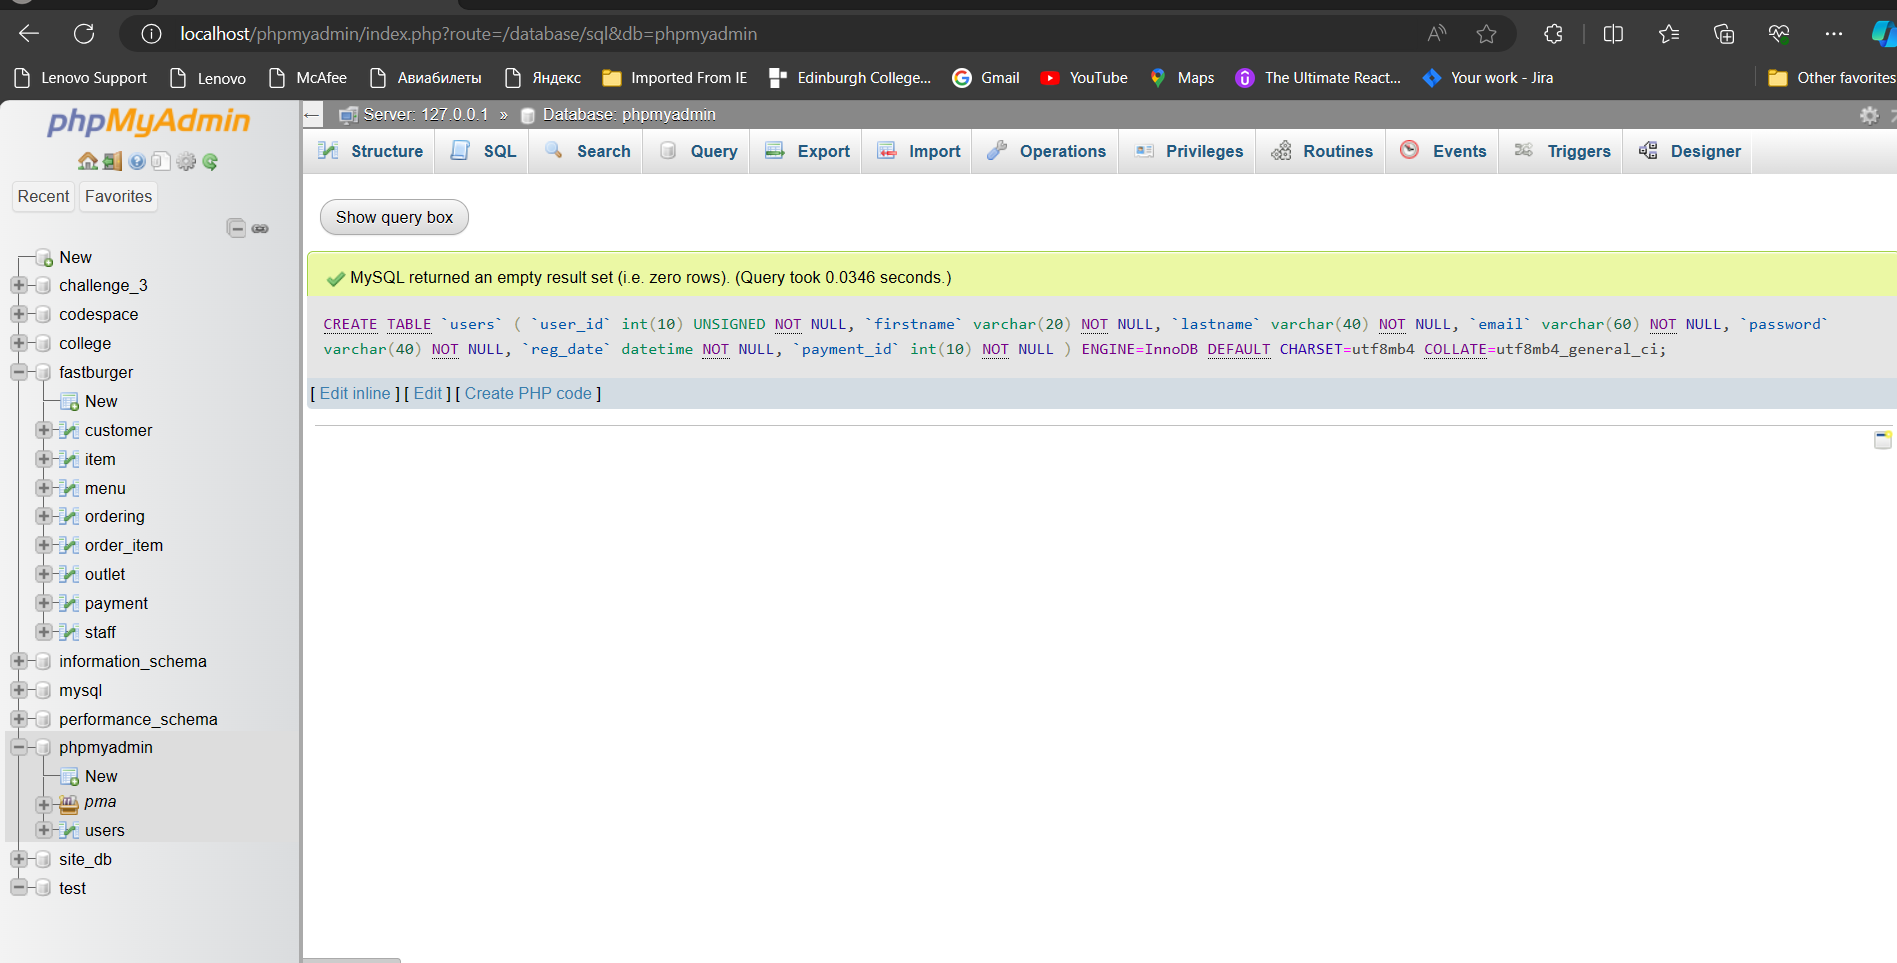 localhost/phpmyadmin/index.php?route=/database/sql&db=phpmyadmin
Lenovo Support Lenovo McAfee Авиабилеты Яндекс Imported From IE Edinburgh College... Gmail YouTube Maps The Ultimate React... Your work - Jira Other favorites
phpMyAdmin
Recent Favorites
New
challenge_3
codespace
college
fastburger
New
customer
item
menu
ordering
order_item
outlet
payment
staff
information_schema
mysql
performance_schema
phpmyadmin
New
pma
users
site_db
test
Server: 127.0.0.1 » Database: phpmyadmin
Structure SQL Search Query Export Import Operations Privileges Routines Events Triggers Designer
Show query box
MySQL returned an empty result set (i.e. zero rows). (Query took 0.0346 seconds.)
CREATE TABLE `users` ( `user_id` int(10) UNSIGNED NOT NULL, `firstname` varchar(20) NOT NULL, `lastname` varchar(40) NOT NULL, `email` varchar(60) NOT NULL, `password`
varchar(40) NOT NULL, `reg_date` datetime NOT NULL, `payment_id` int(10) NOT NULL ) ENGINE=InnoDB DEFAULT CHARSET=utf8mb4 COLLATE=utf8mb4_general_ci;
[ Edit inline ] [ Edit ] [ Create PHP code ]